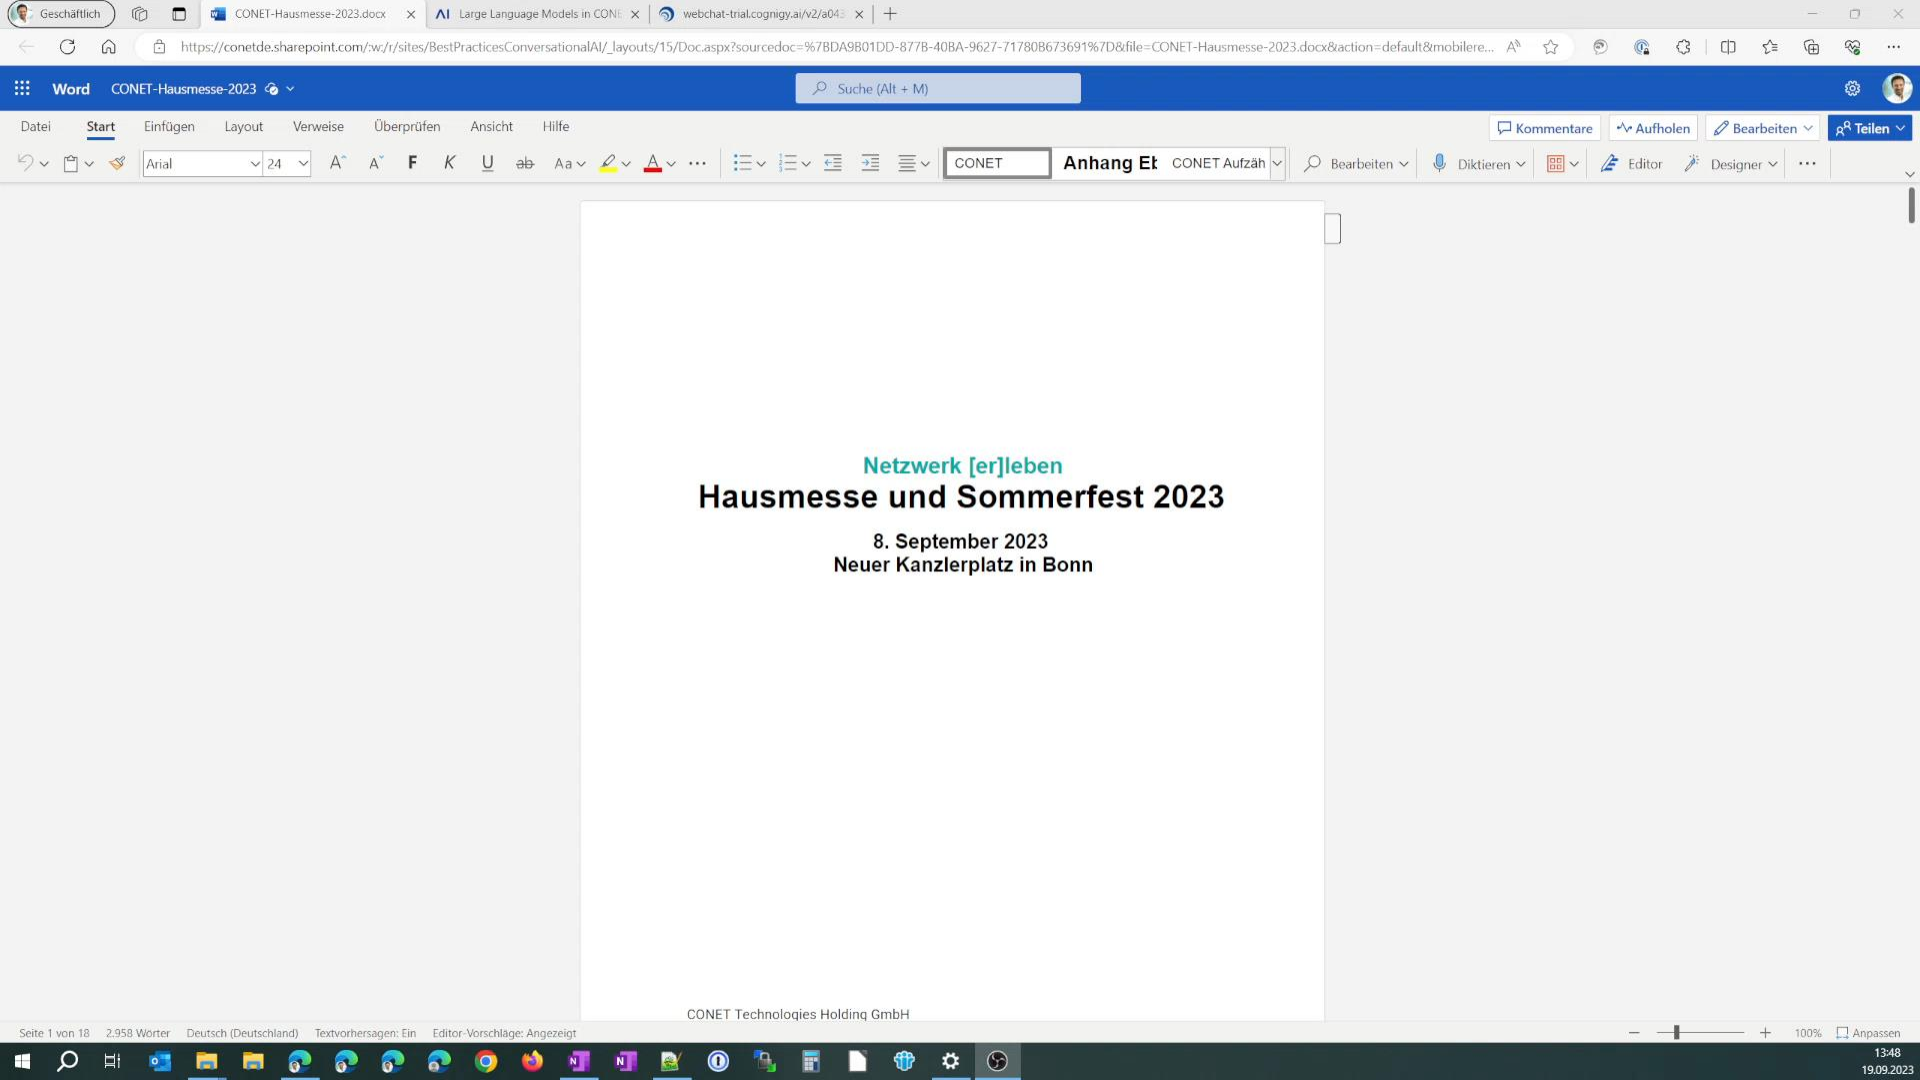 Geschäftlich
CONET-Hausmesse-2023.docx
Large Language Models in CONE
webchat-trial.cognigy.ai/v2/a043
https://conetde.sharepoint.com/:w:/r/sites/BestPracticesConversationalAI/_layouts/15/Doc.aspx?sourcedoc=%7BDA9B01DD-877B-40BA-9627-71780B673691%7D&file=CONET-Hausmesse-2023.docx&action=default&mobilere...
Word CONET-Hausmesse-2023
Suche (Alt + M)
Datei Start Einfügen Layout Verweise Überprüfen Ansicht Hilfe
Kommentare Aufholen Bearbeiten Teilen
Arial 24 F K U ab Aa A
CONET Anhang Eb CONET Aufzäh
Bearbeiten Diktieren Editor Designer
Netzwerk [er]leben
Hausmesse und Sommerfest 2023
8. September 2023
Neuer Kanzlerplatz in Bonn
CONET Technologies Holding GmbH
Seite 1 von 18 2.958 Wörter Deutsch (Deutschland) Textvorhersagen: Ein Editor-Vorschläge: Angezeigt
100% Anpassen
13:48
19.09.2023